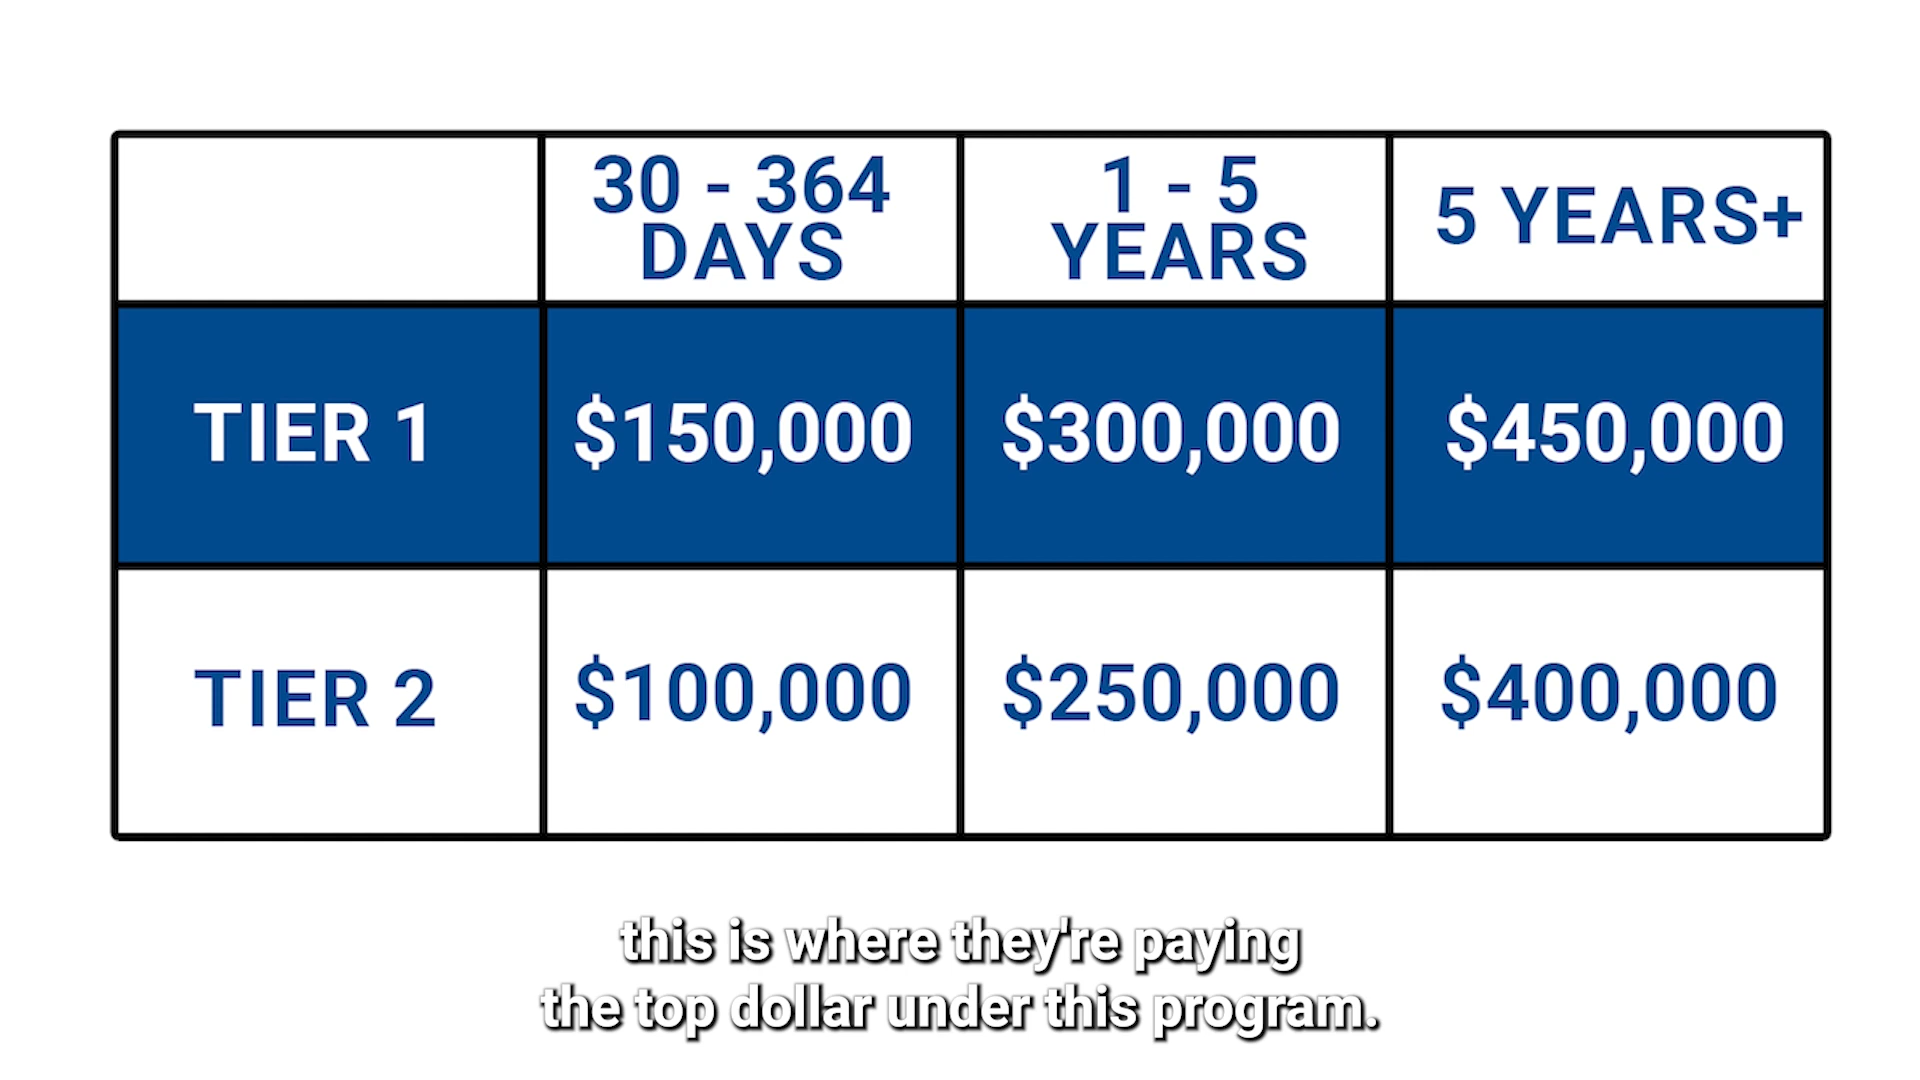 30 - 364
DAYS
1 - 5
YEARS
5 YEARS+
TIER 1
$150,000
$300,000
$450,000
TIER 2
$100,000
$250,000
$400,000
this is where they're paying
the top dollar under this program.